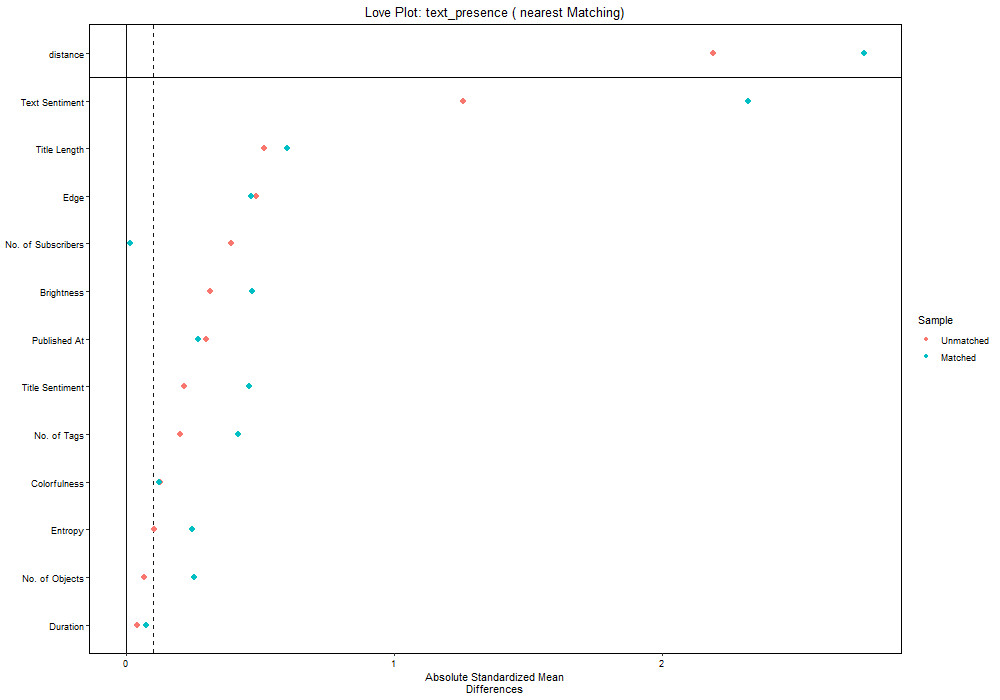 Love Plot: text_presence ( nearest Matching)
distance
Text Sentiment
Title Length
Edge
No. of Subscribers
Brightness
Published At
Title Sentiment
No. of Tags
Colorfulness
Entropy
No. of Objects
Duration
0
1
2
Absolute Standardized Mean
Differences
Sample
Unmatched
Matched